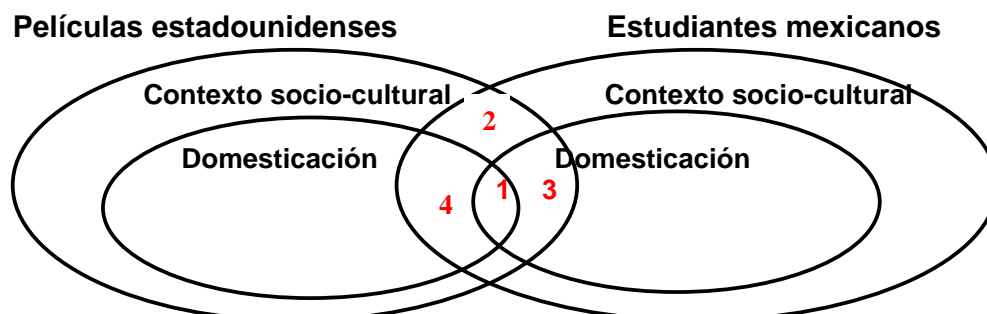 Películas estadounidenses Estudiantes mexicanos
Contexto socio-cultural Contexto socio-cultural
2
Domesticación Domesticación
4 1 3